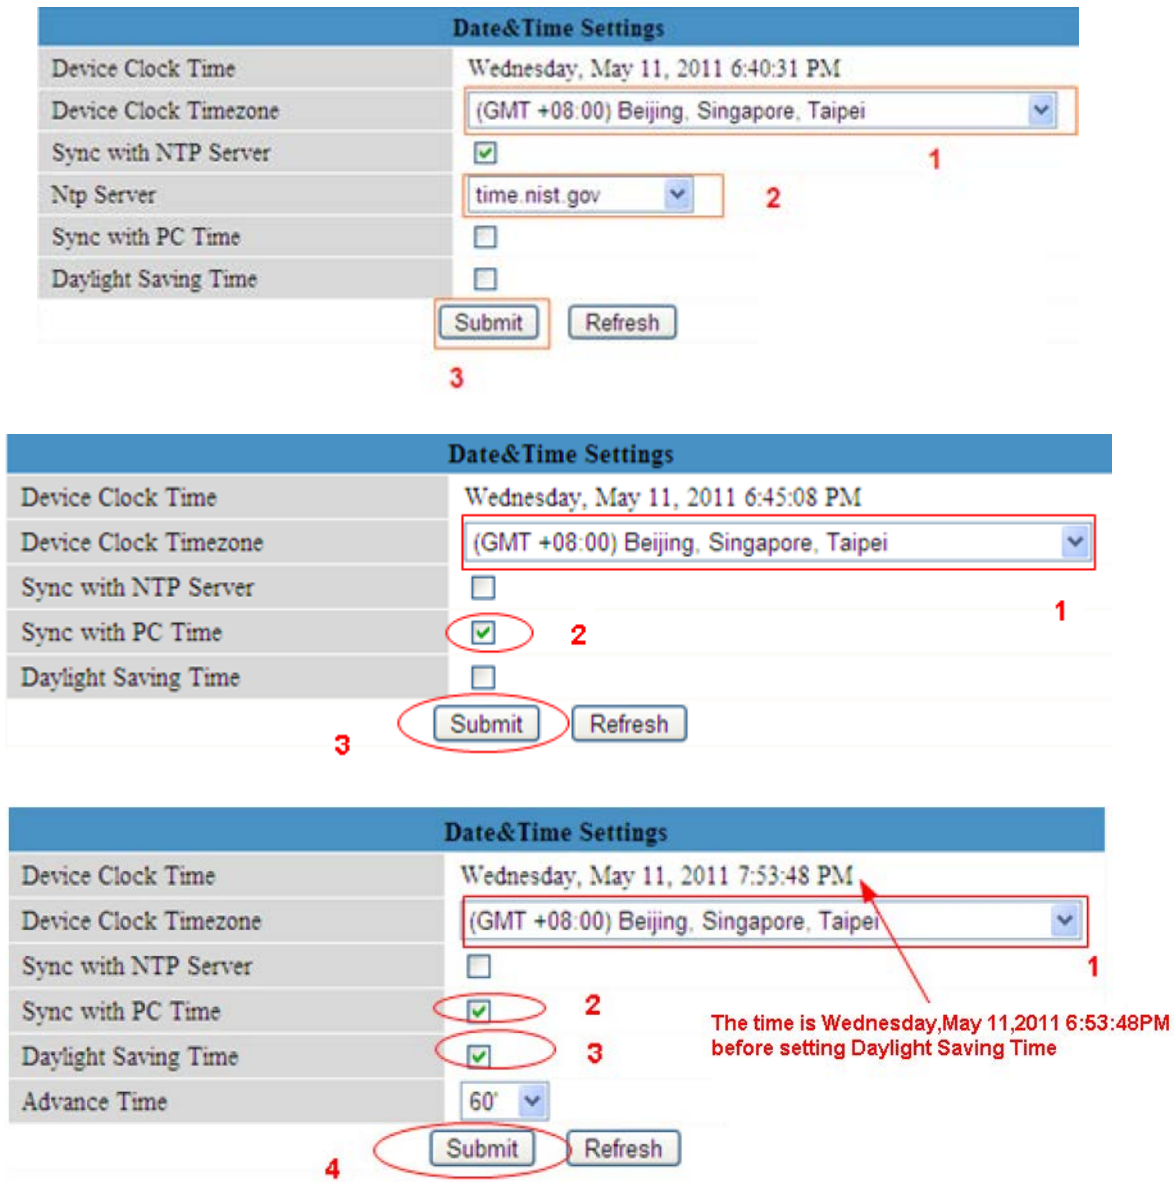 Date&Time Settings
Device Clock Time Wednesday, May 11, 2011 6:40:31 PM
Device Clock Timezone (GMT +08:00) Beijing, Singapore, Taipei
Sync with NTP Server 1
Ntp Server time.nist.gov 2
Sync with PC Time
Daylight Saving Time
Submit Refresh
3
Date&Time Settings
Device Clock Time Wednesday, May 11, 2011 6:45:08 PM
Device Clock Timezone (GMT +08:00) Beijing, Singapore, Taipei
Sync with NTP Server 1
Sync with PC Time 2
Daylight Saving Time
Submit Refresh
3
Date&Time Settings
Device Clock Time Wednesday, May 11, 2011 7:53:48 PM
Device Clock Timezone (GMT +08:00) Beijing, Singapore, Taipei
Sync with NTP Server 1
Sync with PC Time 2
The time is Wednesday,May 11,2011 6:53:48PM
before setting Daylight Saving Time
Daylight Saving Time 3
Advance Time 60'
Submit Refresh
4